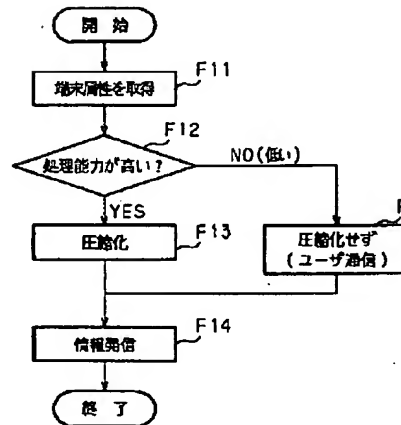 開始
F11
端末属性を取得
F12
処理能力が高い?
NO(低い)
YES
圧縮化
F13
F
圧縮化せず
(ユーザ通信)
情報発信
F14
終了